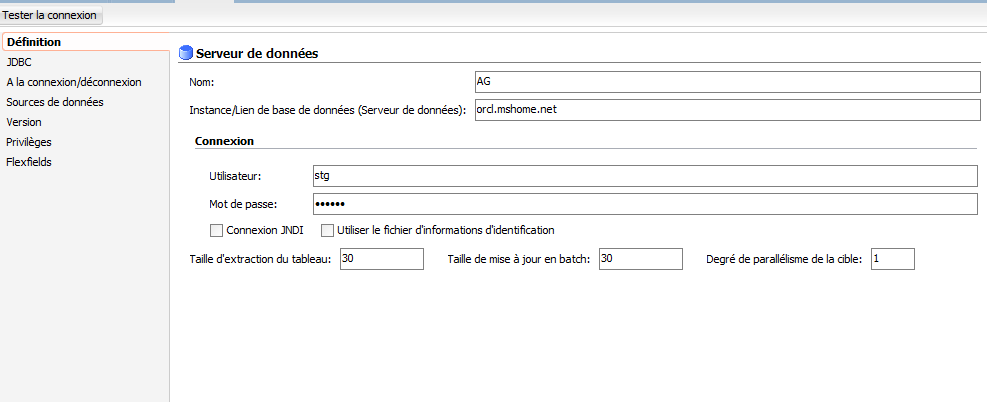 Tester la connexion
Définition
JDBC
A la connexion/déconnexion
Sources de données
Version
Privilèges
Flexfields
Serveur de données
Nom: AG
Instance/Lien de base de données (Serveur de données): orcl.mshome.net
Connexion
Utilisateur: stg
Mot de passe: ••••••
Connexion JNDI Utiliser le fichier d'informations d'identification
Taille d'extraction du tableau: 30 Taille de mise à jour en batch: 30 Degré de parallélisme de la cible: 1